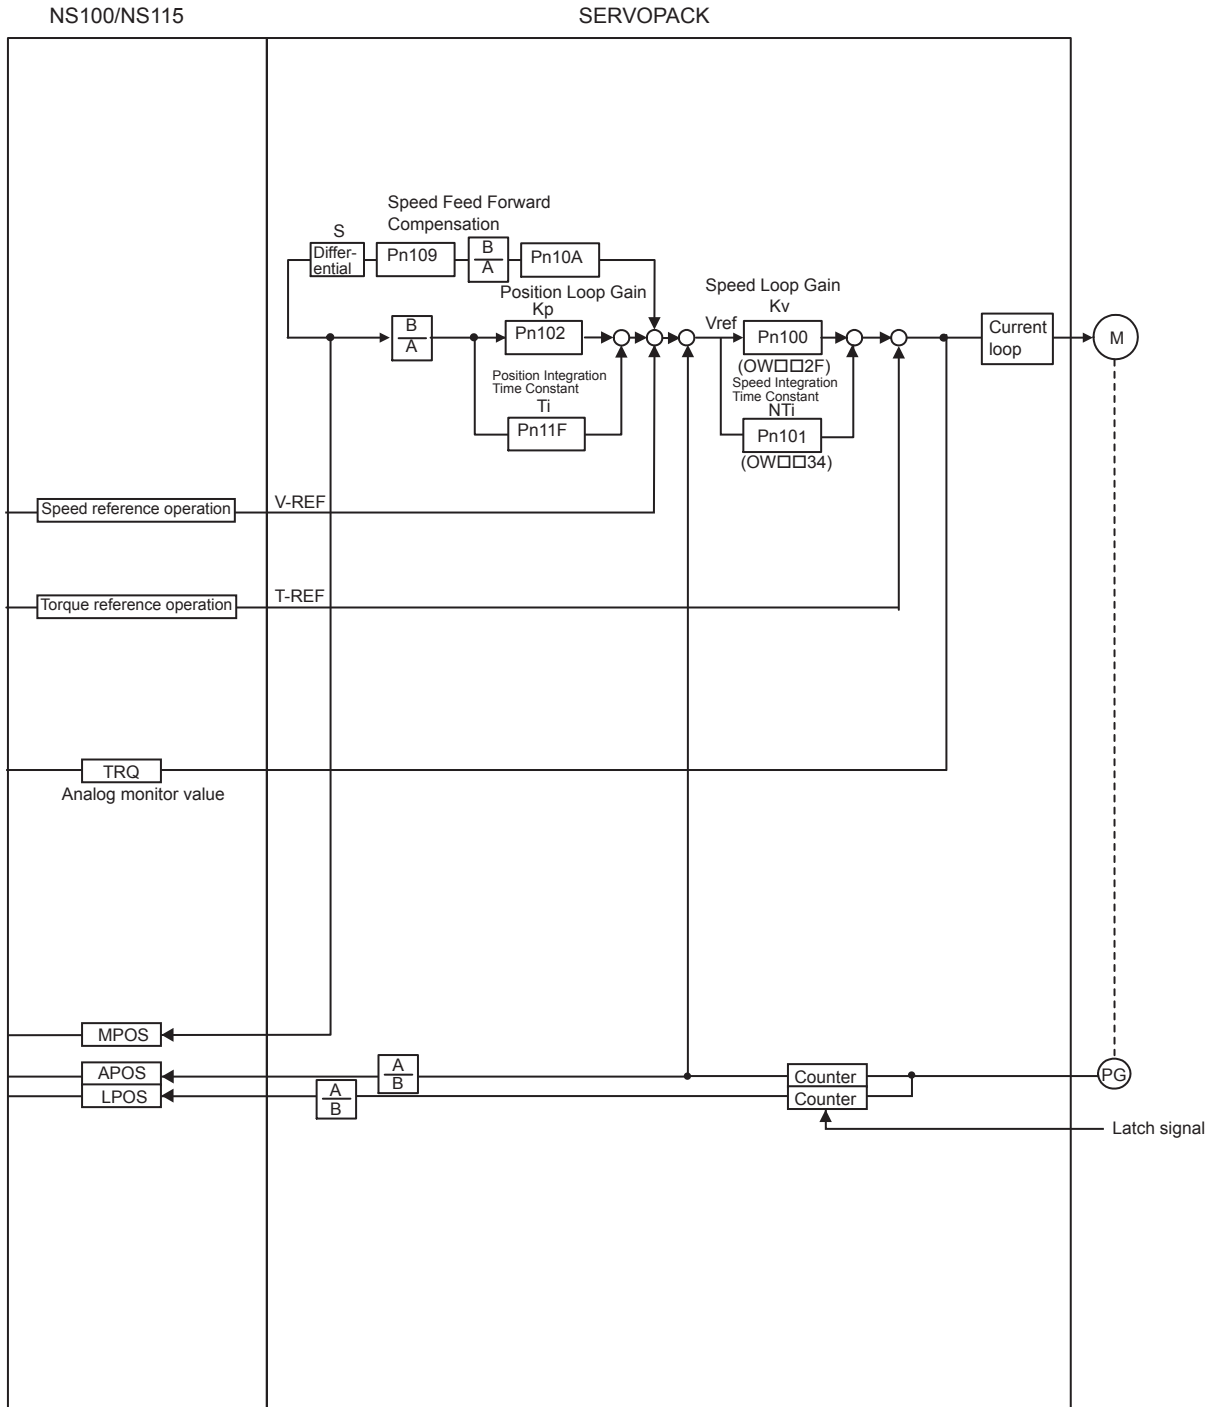 NS100/NS115
SERVOPACK
Speed Feed Forward
Compensation
S
Differ-
ential
Pn109
B
A
Pn10A
Position Loop Gain
Kp
Speed Loop Gain
Kv
B
A
Pn102
Vref
Pn100
Current
loop
M
(OW□□2F)
Position Integration
Time Constant
Ti
Pn11F
Speed Integration
Time Constant
NTi
Pn101
(OW□□34)
Speed reference operation
V-REF
Torque reference operation
T-REF
TRQ
Analog monitor value
MPOS
APOS
A
B
Counter
PG
LPOS
A
B
Counter
Latch signal